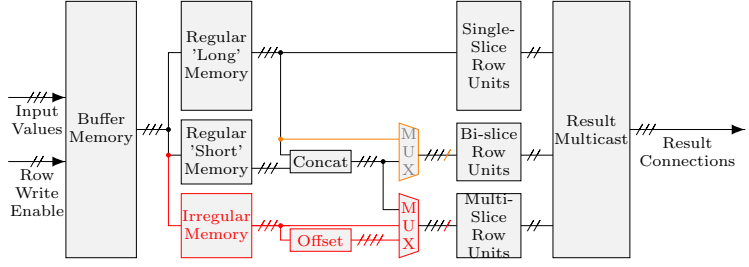 Input
Values
Row
Write
Enable
Buffer
Memory
Regular
'Long'
Memory
Regular
'Short'
Memory
Irregular
Memory
Concat
Offset
M
U
X
M
U
X
Single-
Slice
Row
Units
Bi-slice
Row
Units
Multi-
Slice
Row
Units
Result
Multicast
Result
Connections